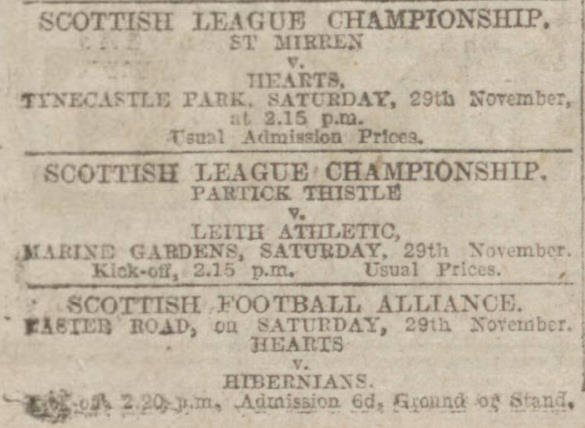 SCOTTISH LEAGUE CHAMPIONSHIP.
ST MIRREN
v.
HEARTS,
TYNECASTLE PARK, SATURDAY, 29th November,
at 2.15 p.m.
Usual Admission Prices.
SCOTTISH LEAGUE CHAMPIONSHIP.
PARTICK THISTLE
v.
LEITH ATHLETIC,
MARINE GARDENS, SATURDAY, 29th November.
Kick-off, 2.15 p.m. Usual Prices.
SCOTTISH FOOTBALL ALLIANCE.
EASTER ROAD, on SATURDAY, 29th November.
HEARTS
v.
HIBERNIANS.
Kick-off, 2.20 p.m. Admission 6d, Ground or Stand.